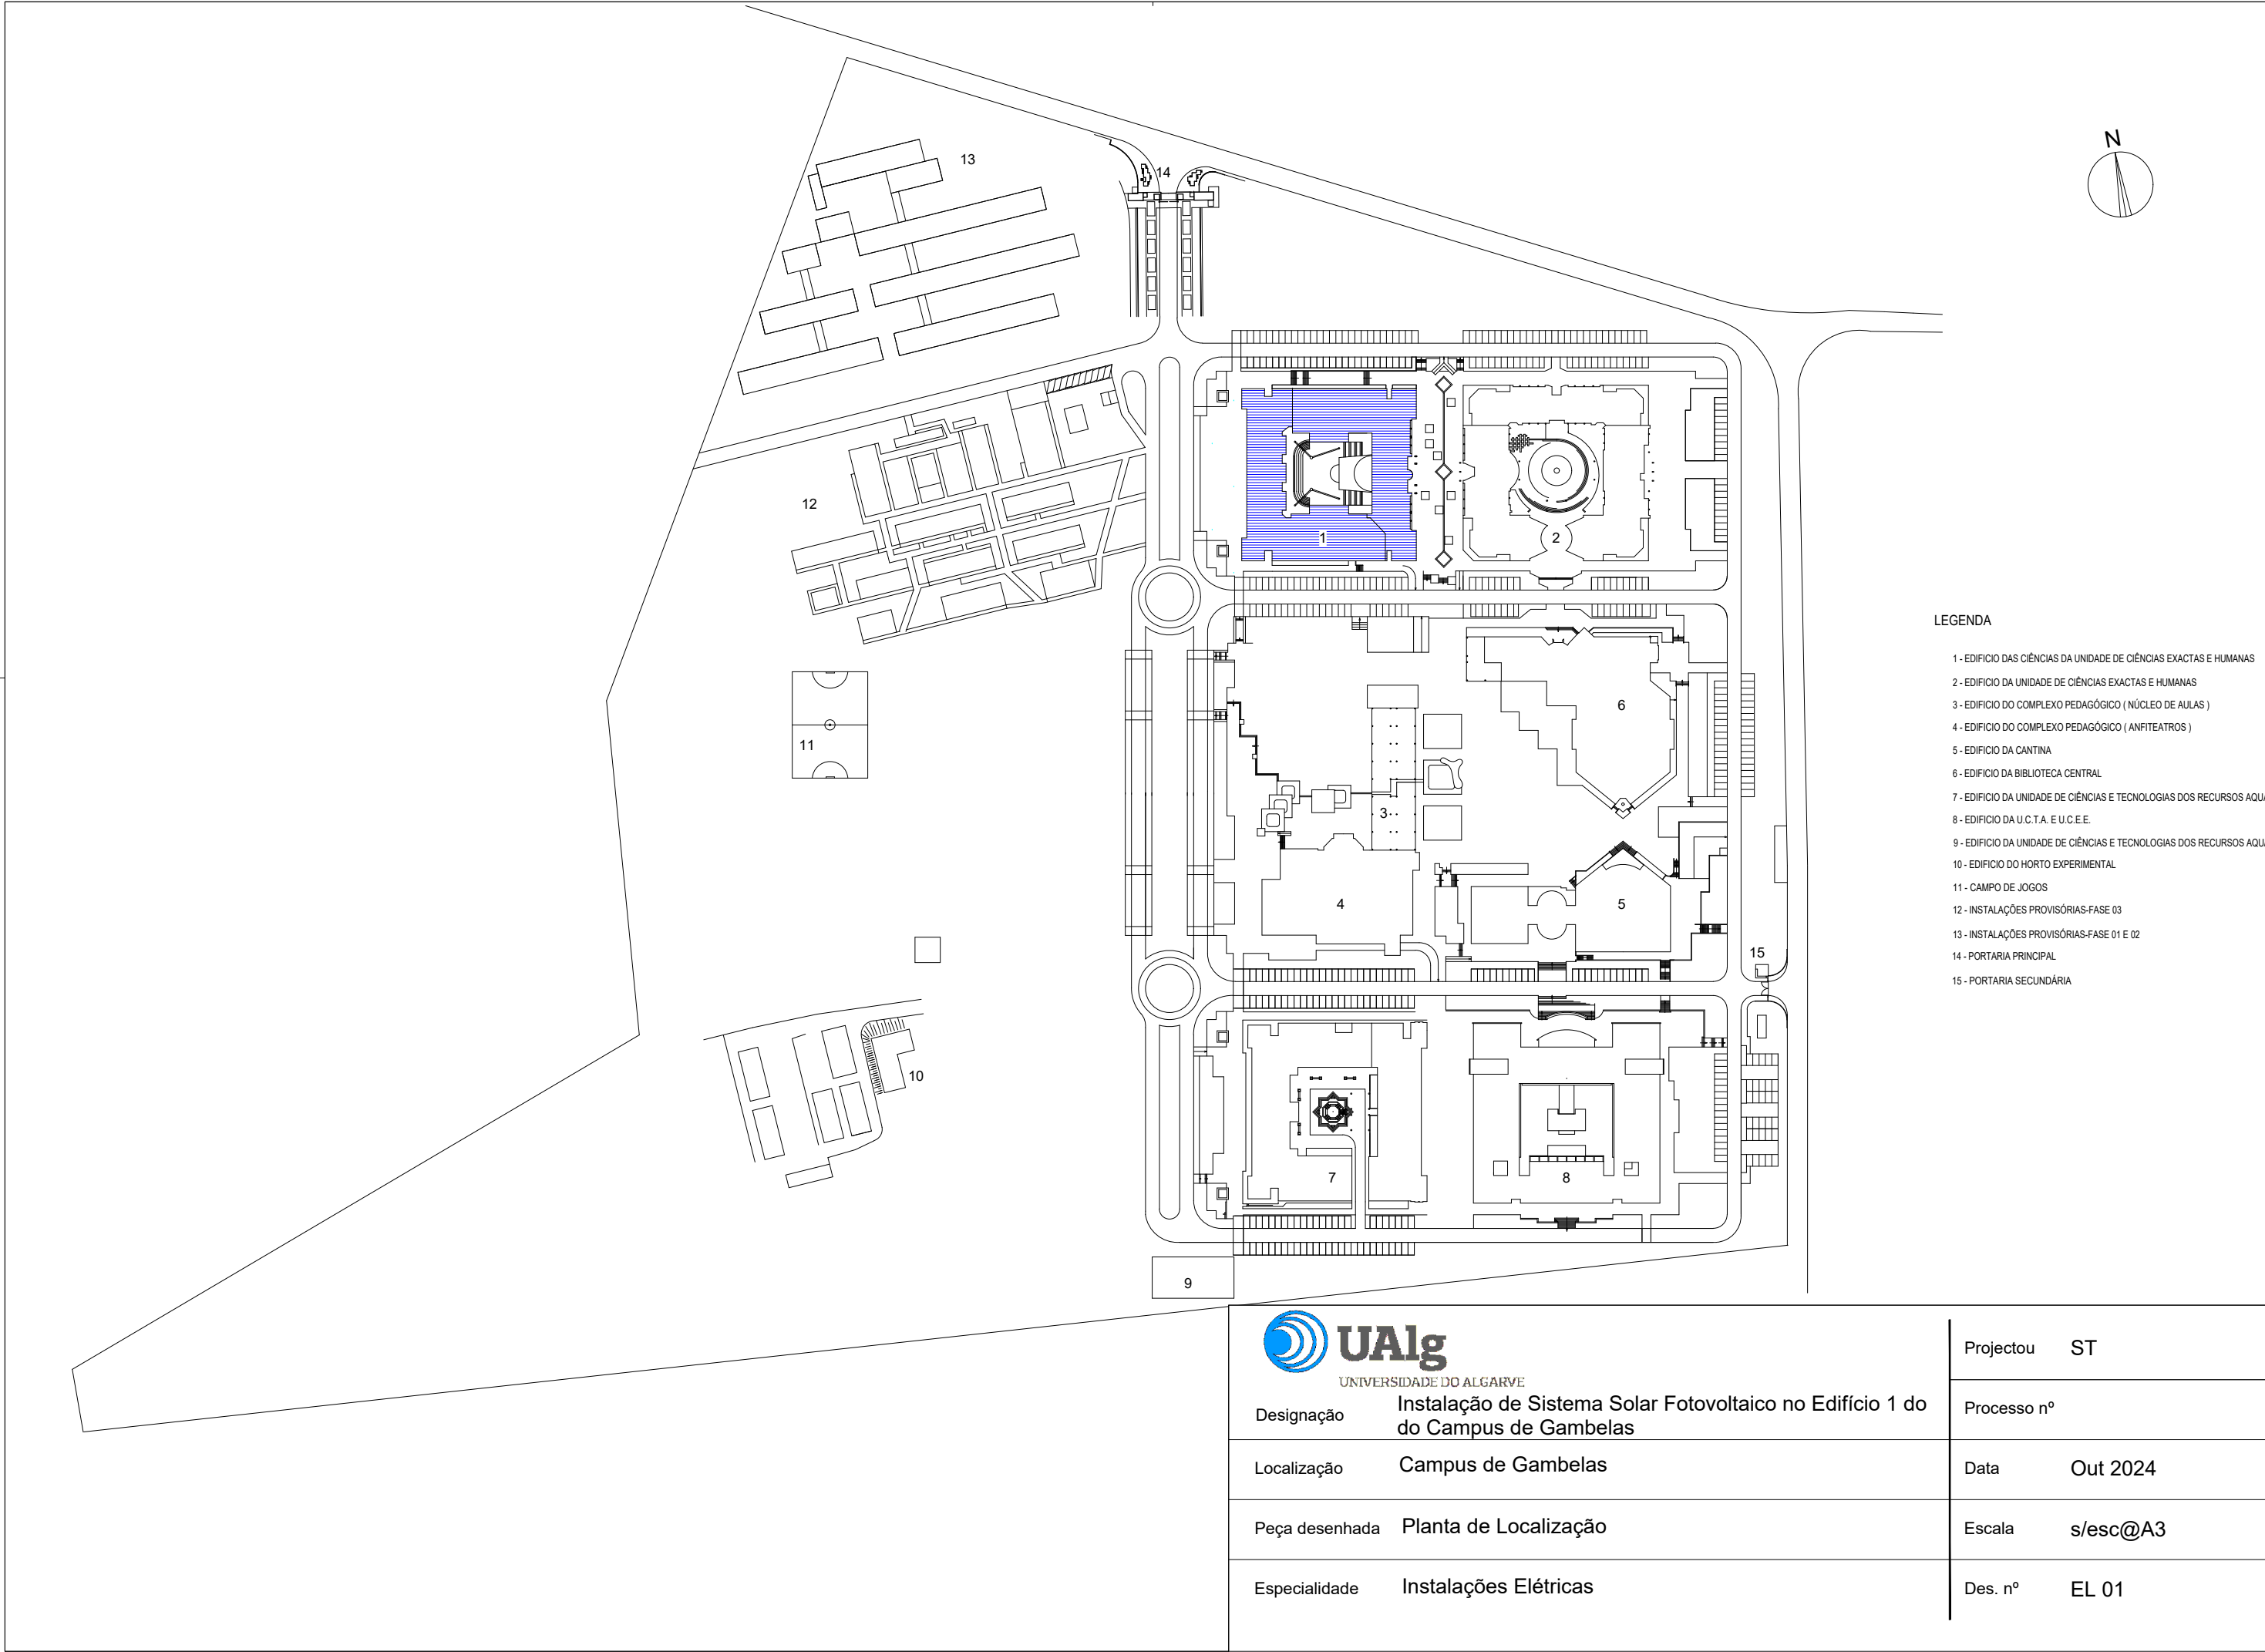 N
13
14
12
1
2
11
6
3
4
5
15
10
7
8
9
LEGENDA
1 - EDIFICIO DAS CIÊNCIAS DA UNIDADE DE CIÊNCIAS EXACTAS E HUMANAS
2 - EDIFICIO DA UNIDADE DE CIÊNCIAS EXACTAS E HUMANAS
3 - EDIFICIO DO COMPLEXO PEDAGÓGICO ( NÚCLEO DE AULAS )
4 - EDIFICIO DO COMPLEXO PEDAGÓGICO ( ANFITEATROS )
5 - EDIFICIO DA CANTINA
6 - EDIFICIO DA BIBLIOTECA CENTRAL
7 - EDIFICIO DA UNIDADE DE CIÊNCIAS E TECNOLOGIAS DOS RECURSOS
8 - EDIFICIO DA U.C.T.A. E U.C.E.E.
9 - EDIFICIO DA UNIDADE DE CIÊNCIAS E TECNOLOGIAS DOS RECURSOS
10 - EDIFICIO DO HORTO EXPERIMENTAL
11 - CAMPO DE JOGOS
12 - INSTALAÇÕES PROVISÓRIAS-FASE 03
13 - INSTALAÇÕES PROVISÓRIAS-FASE 01 E 02
14 - PORTARIA PRINCIPAL
15 - PORTARIA SECUNDÁRIA
UAlg
UNIVERSIDADE DO ALGARVE
Designação Instalação de Sistema Solar Fotovoltaico no Edifício 1 do
do Campus de Gambelas
Localização Campus de Gambelas
Peça desenhada Planta de Localização
Especialidade Instalações Elétricas
Projectou ST
Processo nº
Data Out 2024
Escala s/esc@A3
Des. nº EL 01